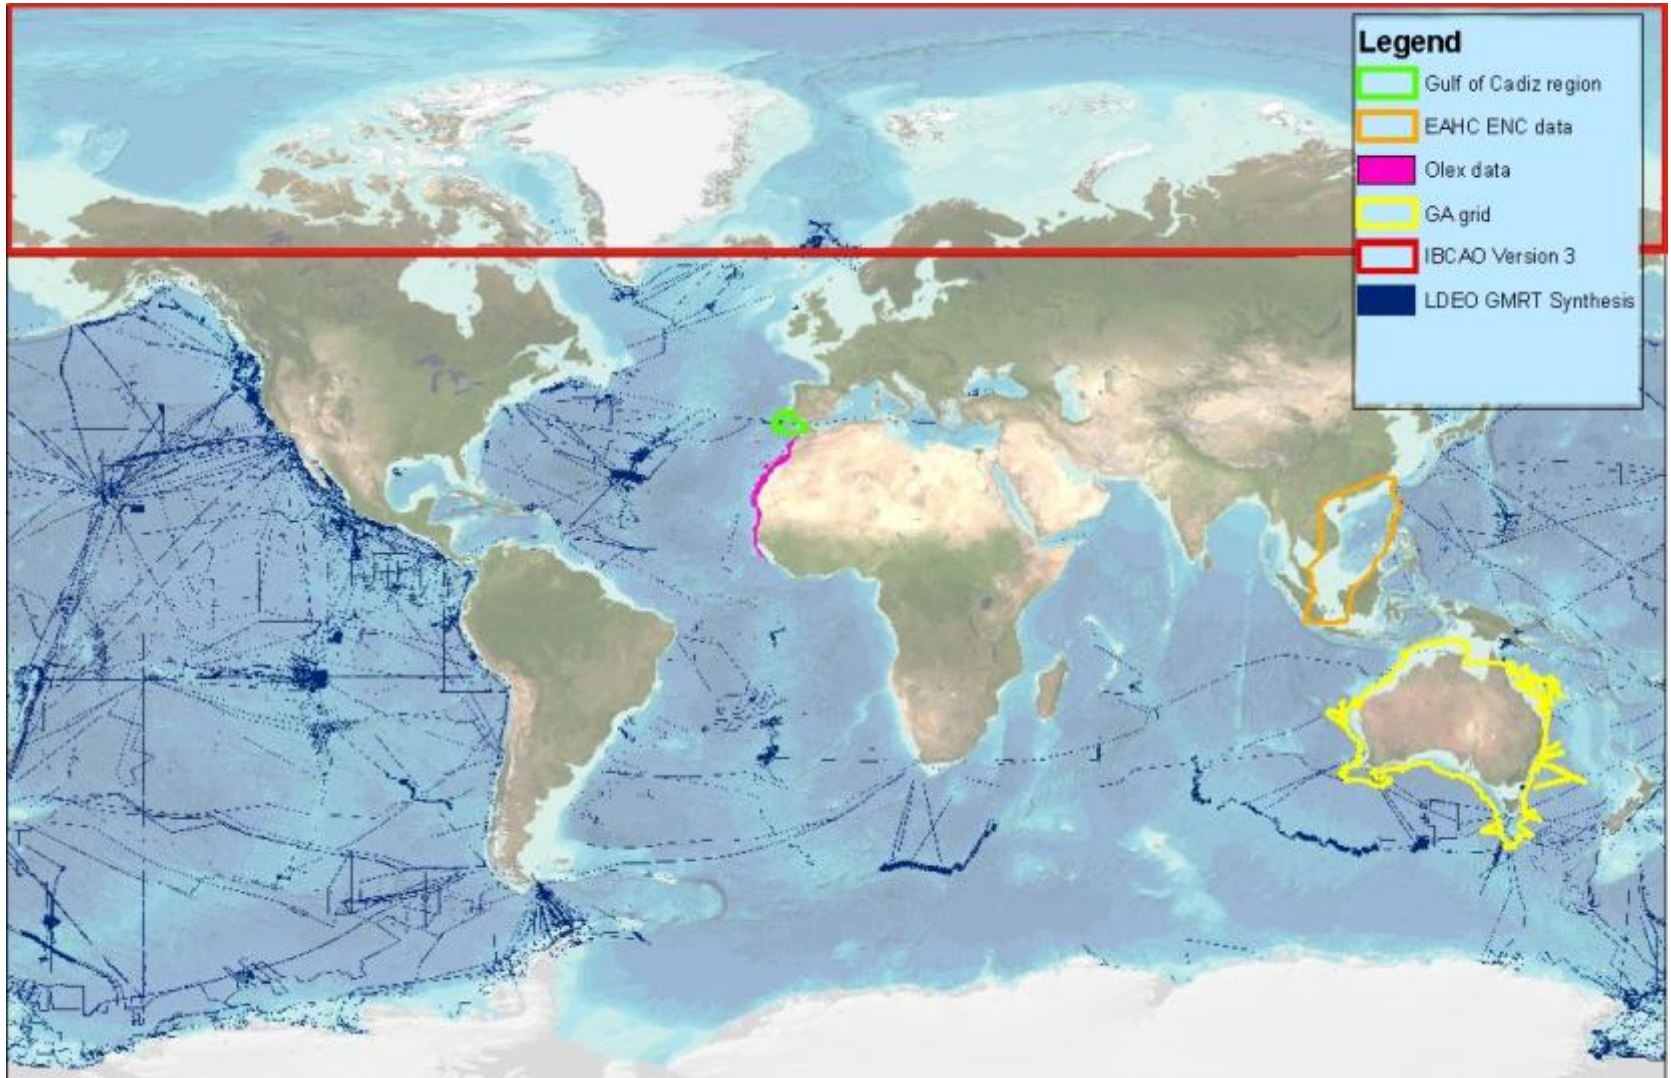 Legend
Gulf of Cadiz region
EAHC ENC data
Olex data
GA grid
IBCAO Version 3
LDEO GMRT Synthesis